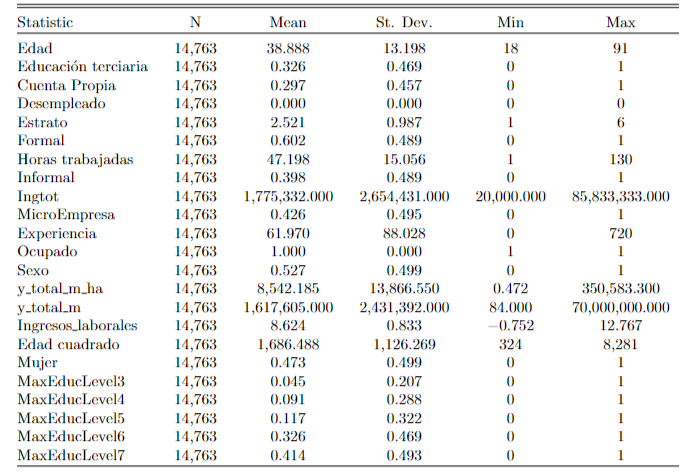 Statistic N Mean St. Dev. Min Max
Edad 14,763 38.888 13.198 18 91
Educación terciaria 14,763 0.326 0.469 0 1
Cuenta Propia 14,763 0.297 0.457 0 1
Desempleado 14,763 0.000 0.000 0 0
Estrato 14,763 2.521 0.987 1 6
Formal 14,763 0.602 0.489 0 1
Horas trabajadas 14,763 47.198 15.056 1 130
Informal 14,763 0.398 0.489 0 1
Ingtot 14,763 1,775,332.000 2,654,431.000 20,000.000 85,833,333.000
MicroEmpresa 14,763 0.426 0.495 0 1
Experiencia 14,763 61.970 88.028 0 720
Ocupado 14,763 1.000 0.000 1 1
Sexo 14,763 0.527 0.499 0 1
y_total_m_ha 14,763 8,542.185 13,866.550 0.472 350,583.300
y_total_m 14,763 1,617,605.000 2,431,392.000 84.000 70,000,000.000
Ingresos_laborales 14,763 8.624 0.833 −0.752 12.767
Edad cuadrado 14,763 1,686.488 1,126.269 324 8,281
Mujer 14,763 0.473 0.499 0 1
MaxEducLevel3 14,763 0.045 0.207 0 1
MaxEducLevel4 14,763 0.091 0.288 0 1
MaxEducLevel5 14,763 0.117 0.322 0 1
MaxEducLevel6 14,763 0.326 0.469 0 1
MaxEducLevel7 14,763 0.414 0.493 0 1